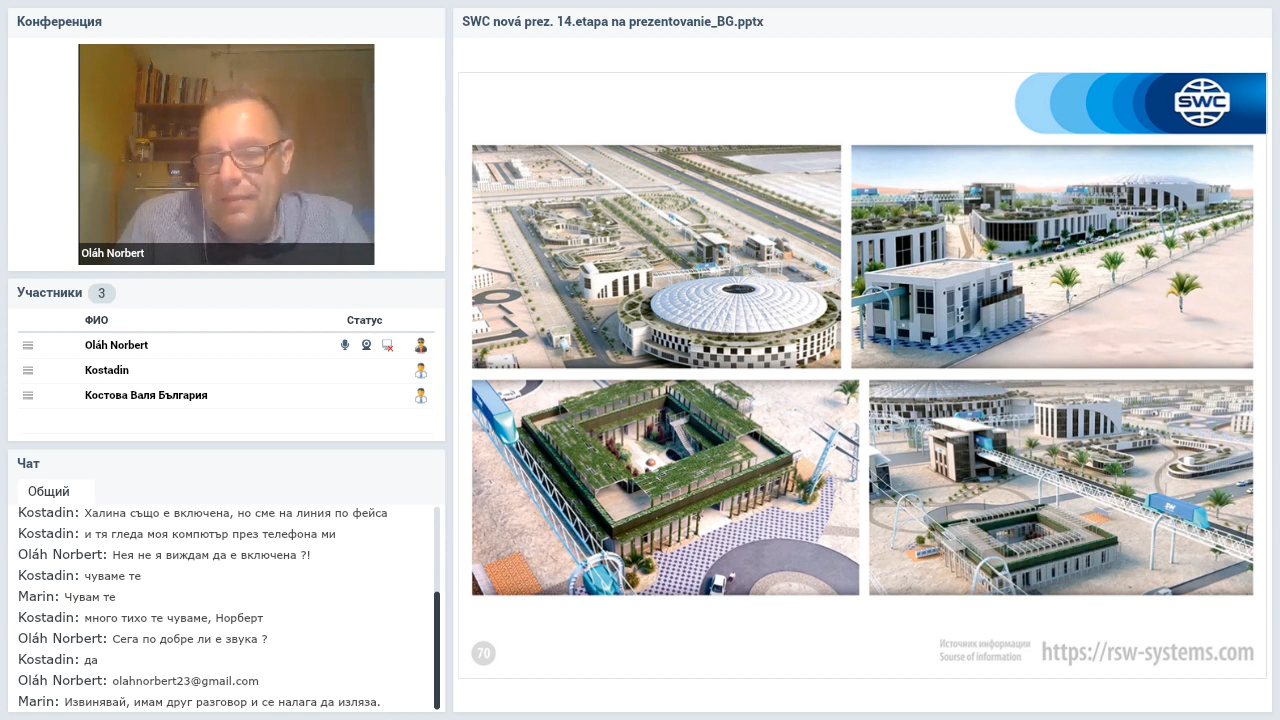 Конференция
Oláh Norbert
Участники 3
ФИО Статус
Oláh Norbert
Kostadin
Костова Валя България
Чат
Общий
Kostadin: Халина също е включена, но сме на линия по фейса
Kostadin: и тя гледа моя компютър през телефона ми
Oláh Norbert: Нея не я виждам да е включена ?!
Kostadin: чуваме те
Marin: Чувам те
Kostadin: много тихо те чуваме, Норберт
Oláh Norbert: Сега по добре ли е звука ?
Kostadin: да
Oláh Norbert: olahnorbert23@gmail.com
Marin: Извинявай, имам друг разговор и се налага да изляза.
SWC nová prez. 14.etapa na prezentovanie_BG.pptx
SWC
70
Источник информации
Sourse of information
https://rsw-systems.com